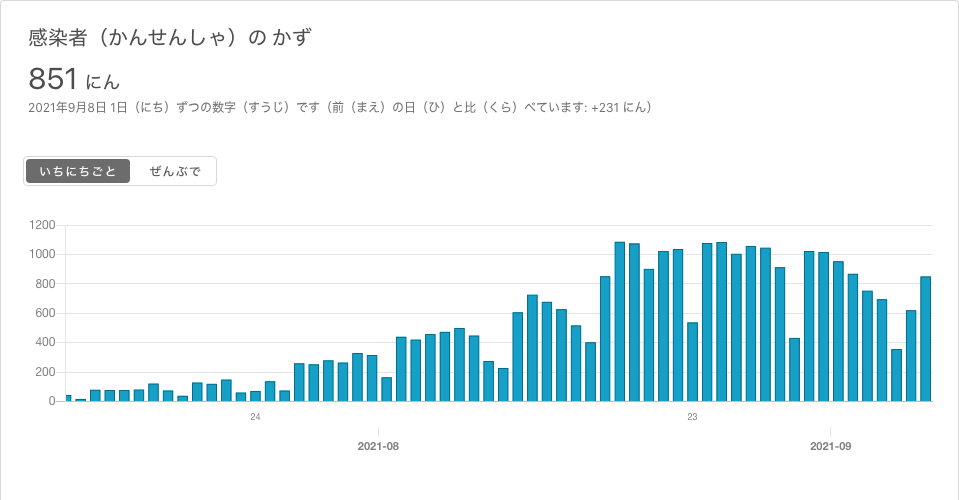 感染者（かんせんしゃ）の かず
851 にん
2021年9月8日 1日（にち）ずつの数字（すうじ）です（前（まえ）の日（ひ）と比（くら）べています: +231 にん）
いちにちごと ぜんぶで
1200
1000
800
600
400
200
0
24 23
2021-08 2021-09